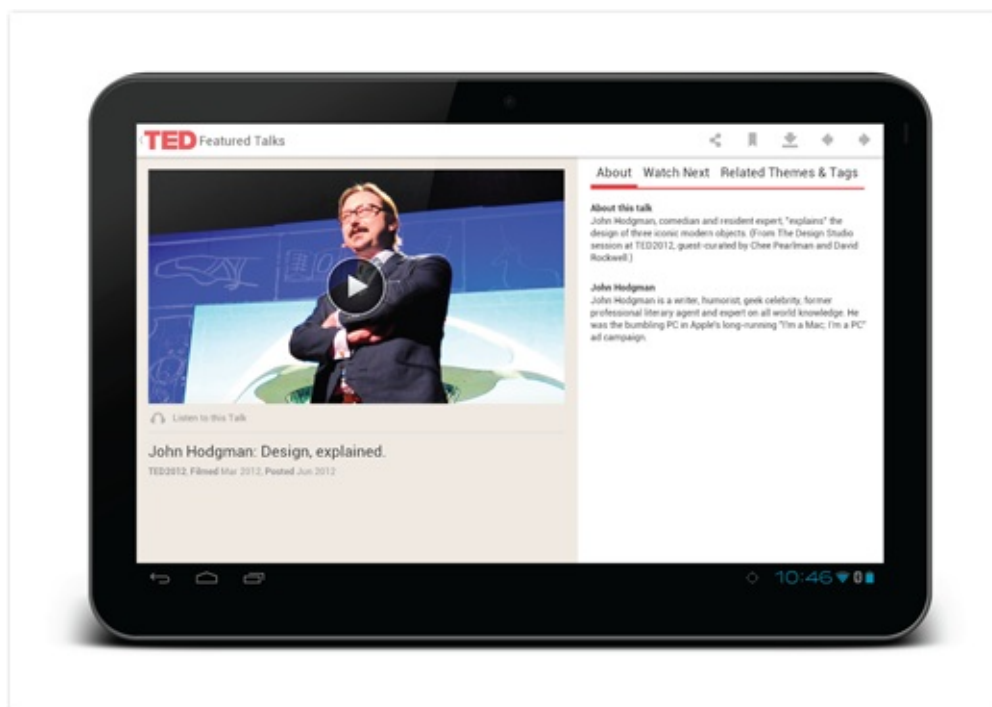 TED Featured Talks
About Watch Next Related Themes & Tags
About this talk
John Hodgman, comedian and resident expert, "explains" the
design of three iconic modern objects. (From The Design Studio
session at TED2012, guest-curated by Chee Pearlman and David
Rockwell.)
John Hodgman
John Hodgman is a writer, humorist, geek celebrity, former
professional literary agent and expert on all world knowledge. He
was the bumbling PC in Apple's long-running "I'm a Mac; I'm a PC"
ad campaign.
Listen to this Talk
John Hodgman: Design, explained.
TED2012, Filmed Mar 2012, Posted Jun 2012
10:46